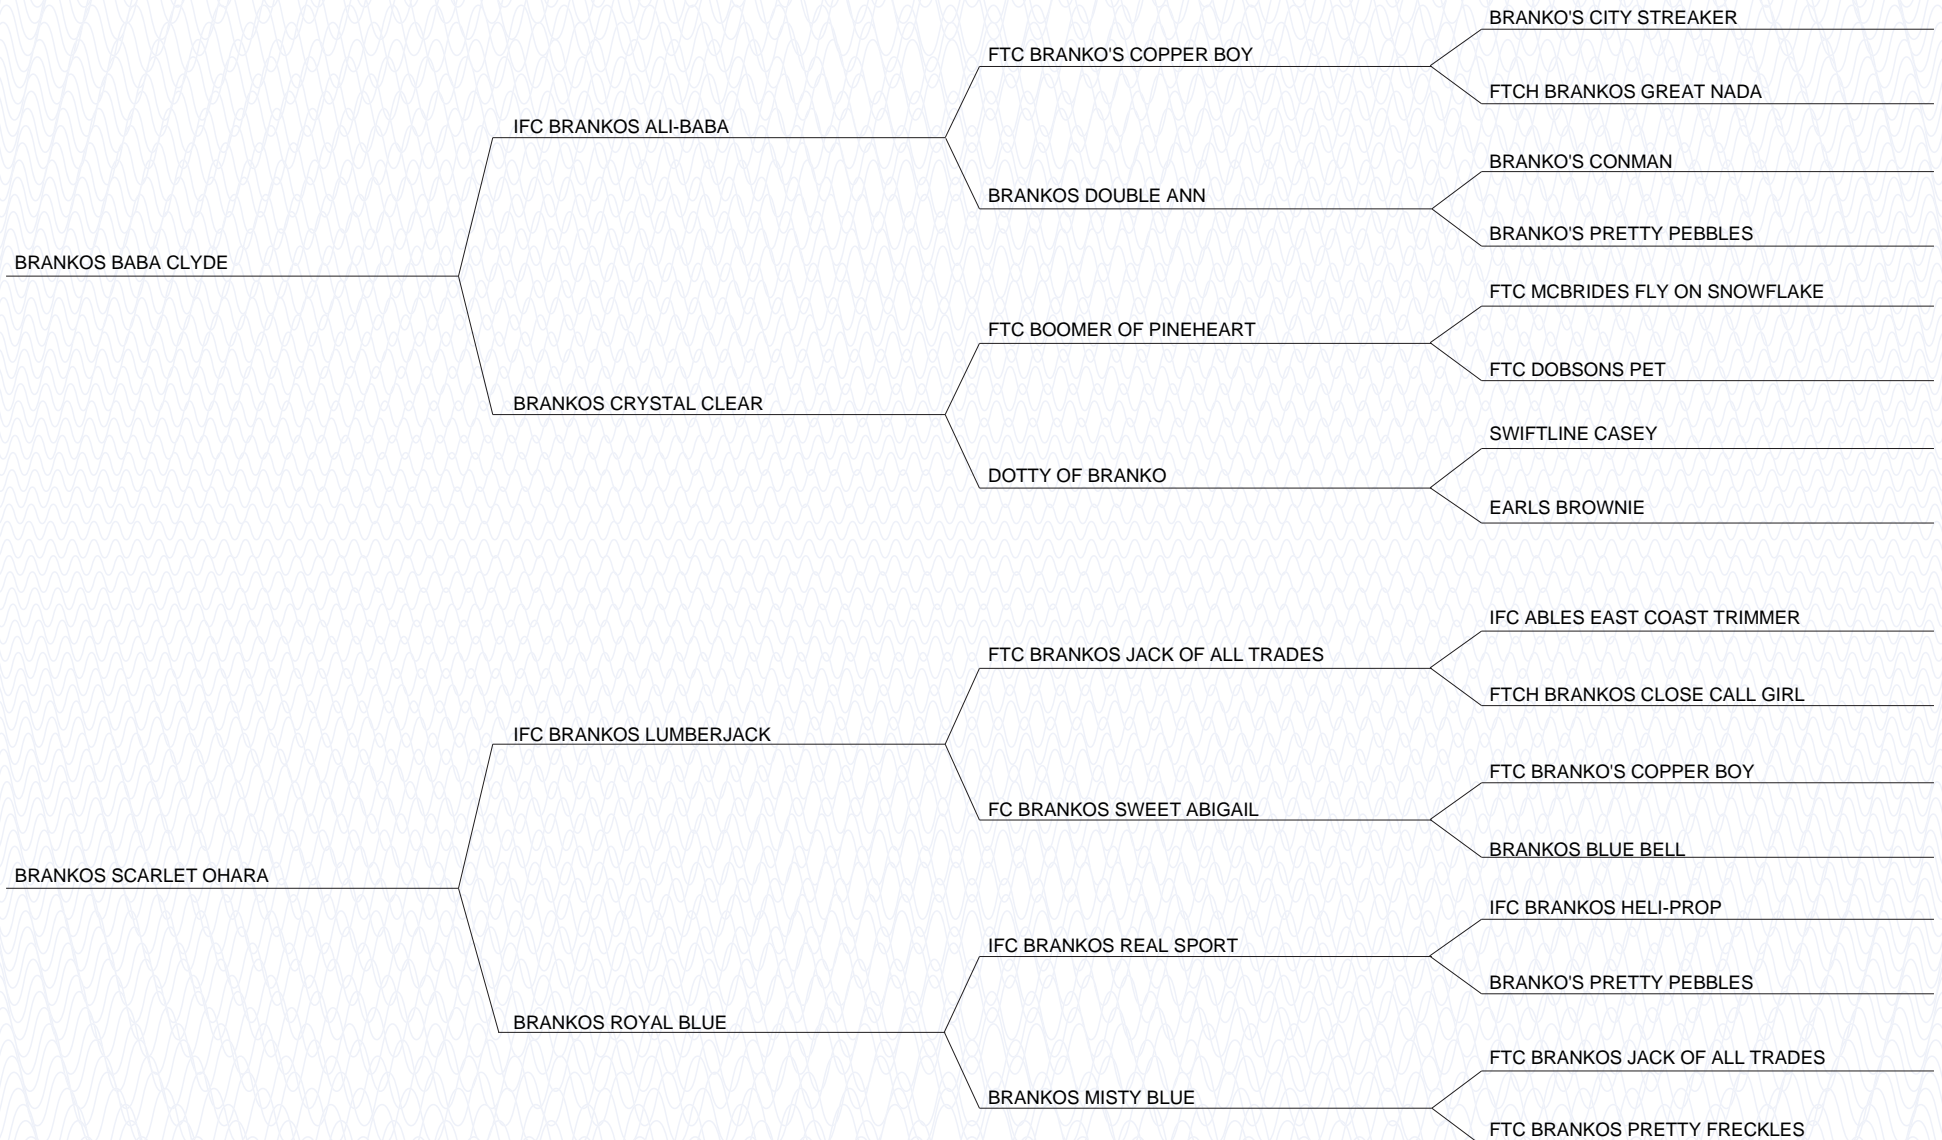 BRANKO'S CITY STREAKER
FTC BRANKO'S COPPER BOY
FTCH BRANKOS GREAT NADA
IFC BRANKOS ALI-BABA
BRANKO'S CONMAN
BRANKOS DOUBLE ANN
BRANKO'S PRETTY PEBBLES
BRANKOS BABA CLYDE
FTC MCBRIDES FLY ON SNOWFLAKE
FTC BOOMER OF PINEHEART
FTC DOBSONS PET
BRANKOS CRYSTAL CLEAR
SWIFTLINE CASEY
DOTTY OF BRANKO
EARLS BROWNIE
IFC ABLES EAST COAST TRIMMER
FTC BRANKOS JACK OF ALL TRADES
FTCH BRANKOS CLOSE CALL GIRL
IFC BRANKOS LUMBERJACK
FTC BRANKO'S COPPER BOY
FC BRANKOS SWEET ABIGAIL
BRANKOS BLUE BELL
BRANKOS SCARLET OHARA
IFC BRANKOS HELI-PROP
IFC BRANKOS REAL SPORT
BRANKO'S PRETTY PEBBLES
BRANKOS ROYAL BLUE
FTC BRANKOS JACK OF ALL TRADES
BRANKOS MISTY BLUE
FTC BRANKOS PRETTY FRECKLES